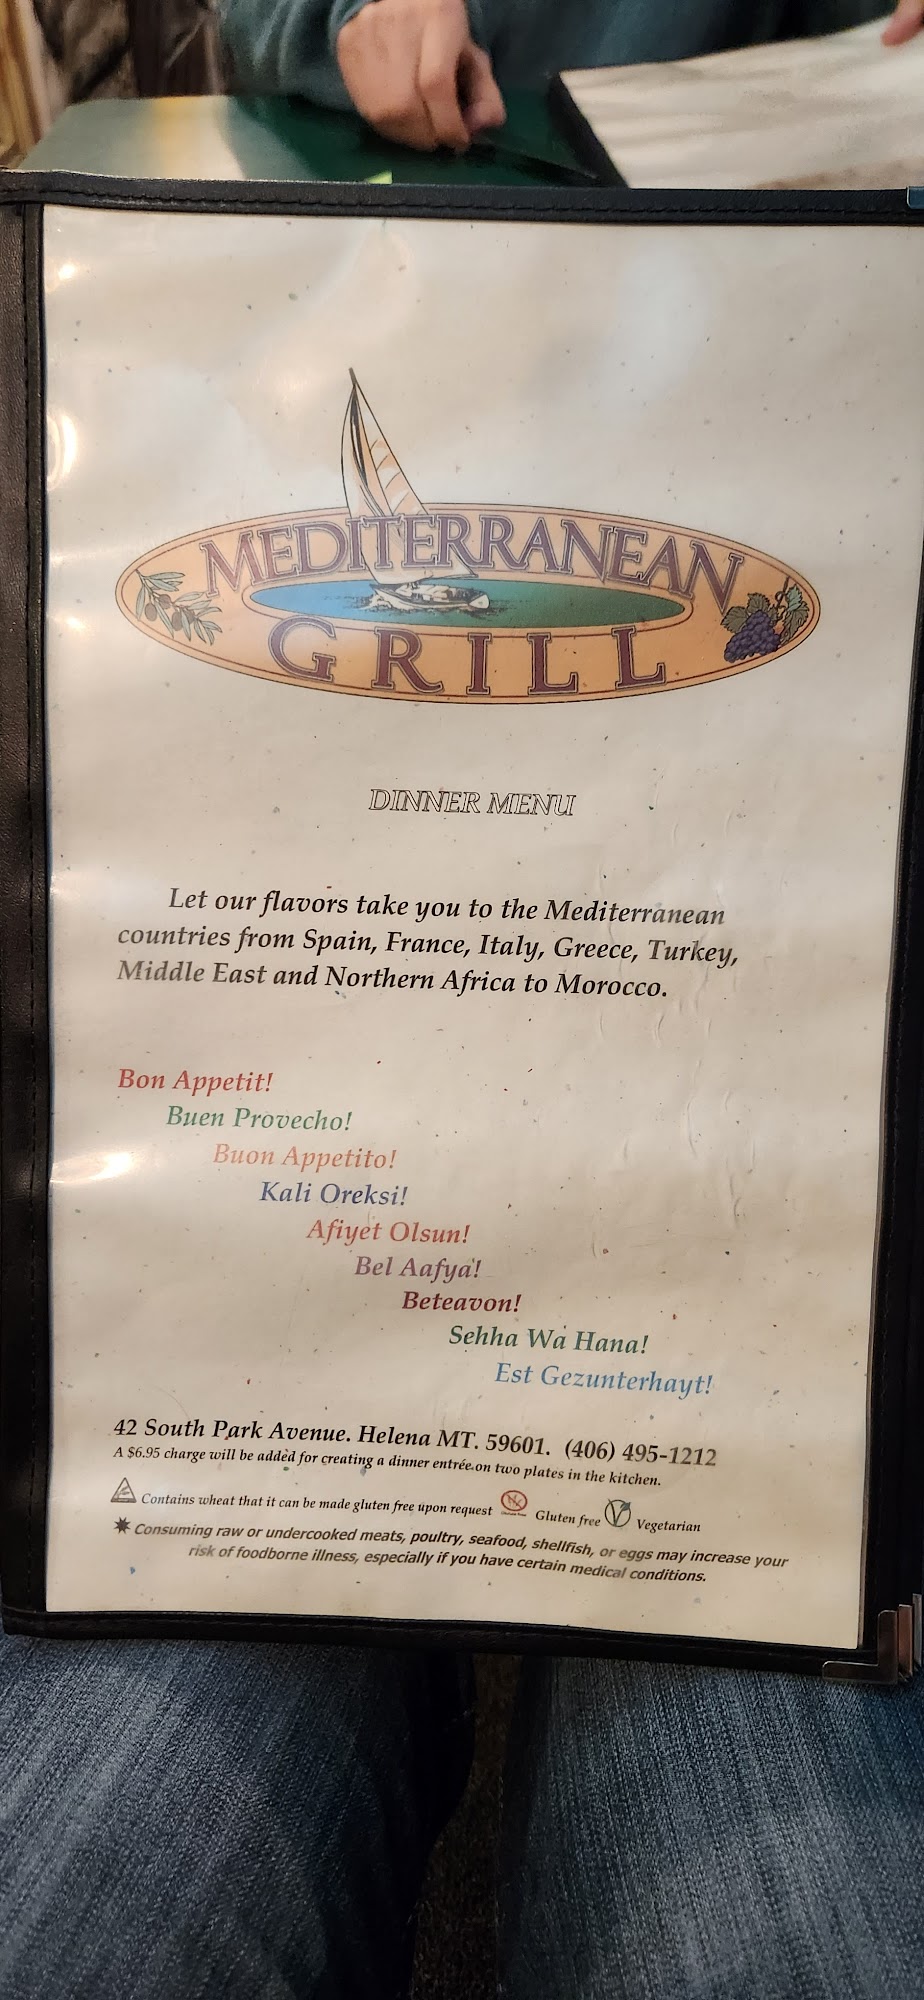 MEDITERRANEAN
GRILL
DINNER MENU
Let our flavors take you to the Mediterranean
countries from Spain, France, Italy, Greece, Turkey,
Middle East and Northern Africa to Morocco.
Bon Appetit!
Buen Provecho!
Buon Appetito!
Kali Oreksi!
Afiyet Olsun!
Bel Aafya!
Beteavon!
Sehha Wa Hana!
Est Gezunterhayt!
42 South Park Avenue. Helena MT. 59601. (406) 495-1212
A $6.95 charge will be added for creating a dinner entrée on two plates in the kitchen.
Contains wheat that it can be made gluten free upon request Gluten free V Vegetarian
Consuming raw or undercooked meats, poultry, seafood, shellfish, or eggs may increase your
risk of foodborne illness, especially if you have certain medical conditions.